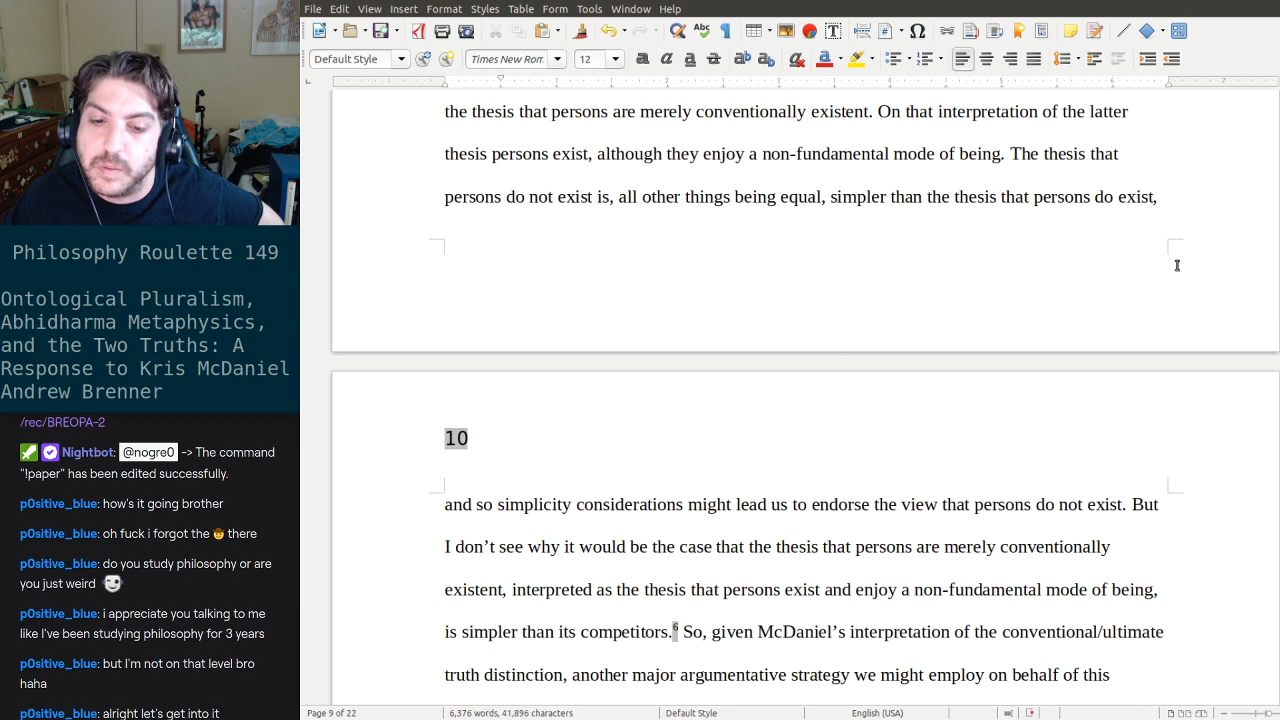 File Edit View Insert Format Styles Table Form Tools Window Help
Default Style
Times New Rom
12
the thesis that persons are merely conventionally existent. On that interpretation of the latter
thesis persons exist, although they enjoy a non-fundamental mode of being. The thesis that
persons do not exist is, all other things being equal, simpler than the thesis that persons do exist,
10
and so simplicity considerations might lead us to endorse the view that persons do not exist. But
I don’t see why it would be the case that the thesis that persons are merely conventionally
existent, interpreted as the thesis that persons exist and enjoy a non-fundamental mode of being,
is simpler than its competitors.6 So, given McDaniel’s interpretation of the conventional/ultimate
truth distinction, another major argumentative strategy we might employ on behalf of this
Page 9 of 22
6,376 words, 41,896 characters
Default Style
English (USA)
Philosophy Roulette 149
Ontological Pluralism,
Abhidharma Metaphysics,
and the Two Truths: A
Response to Kris McDaniel
Andrew Brenner
/rec/BREOPA-2
Nightbot: @nogre0 -> The command
"!paper" has been edited successfully.
p0sitive_blue: how's it going brother
p0sitive_blue: oh fuck i forgot the 🤠 there
p0sitive_blue: do you study philosophy or are
you just weird
p0sitive_blue: i appreciate you talking to me
like I've been studying philosophy for 3 years
p0sitive_blue: but I'm not on that level bro
haha
p0sitive_blue: alright let's get into it